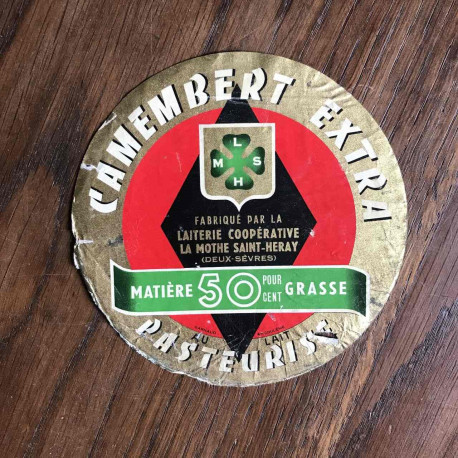 CAMEMBERT EXTRA
L
M S
H
FABRIQUÉ PAR LA
LAITERIE COOPÉRATIVE
LA MOTHE SAINT-HERAY
(DEUX-SÈVRES)
MATIÈRE 50 POUR CENT GRASSE
AU LAIT
PASTEURISÉ